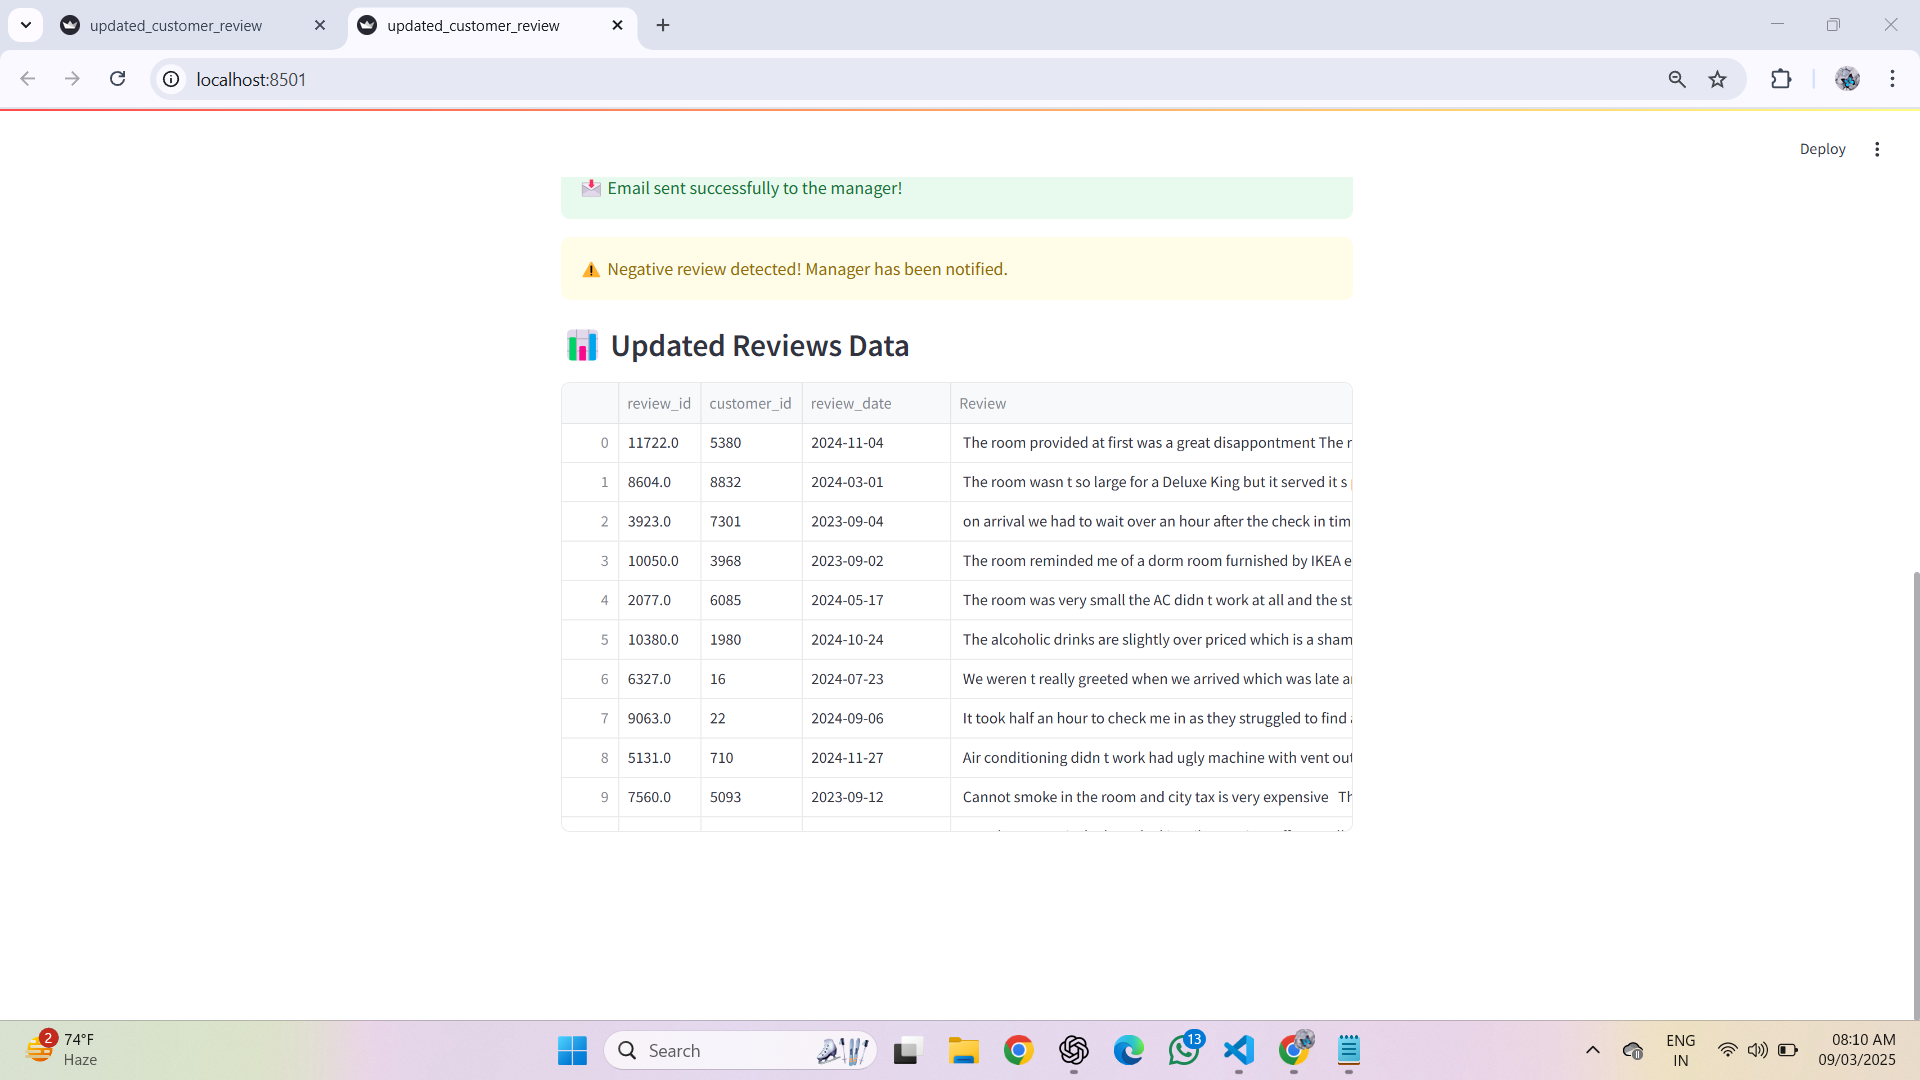 updated_customer_review
updated_customer_review
localhost:8501
Deploy
Email sent successfully to the manager!
Negative review detected! Manager has been notified.
Updated Reviews Data
review_id customer_id review_date Review
0 11722.0 5380 2024-11-04 The room provided at first was a great disappontment The r
1 8604.0 8832 2024-03-01 The room wasn t so large for a Deluxe King but it served it s
2 3923.0 7301 2023-09-04 on arrival we had to wait over an hour after the check in tim
3 10050.0 3968 2023-09-02 The room reminded me of a dorm room furnished by IKEA e
4 2077.0 6085 2024-05-17 The room was very small the AC didn t work at all and the st
5 10380.0 1980 2024-10-24 The alcoholic drinks are slightly over priced which is a sham
6 6327.0 16 2024-07-23 We weren t really greeted when we arrived which was late a
7 9063.0 22 2024-09-06 It took half an hour to check me in as they struggled to find
8 5131.0 710 2024-11-27 Air conditioning didn t work had ugly machine with vent out
9 7560.0 5093 2023-09-12 Cannot smoke in the room and city tax is very expensive Th
2
74°F
Haze
Search
13
ENG
IN
08:10 AM
09/03/2025